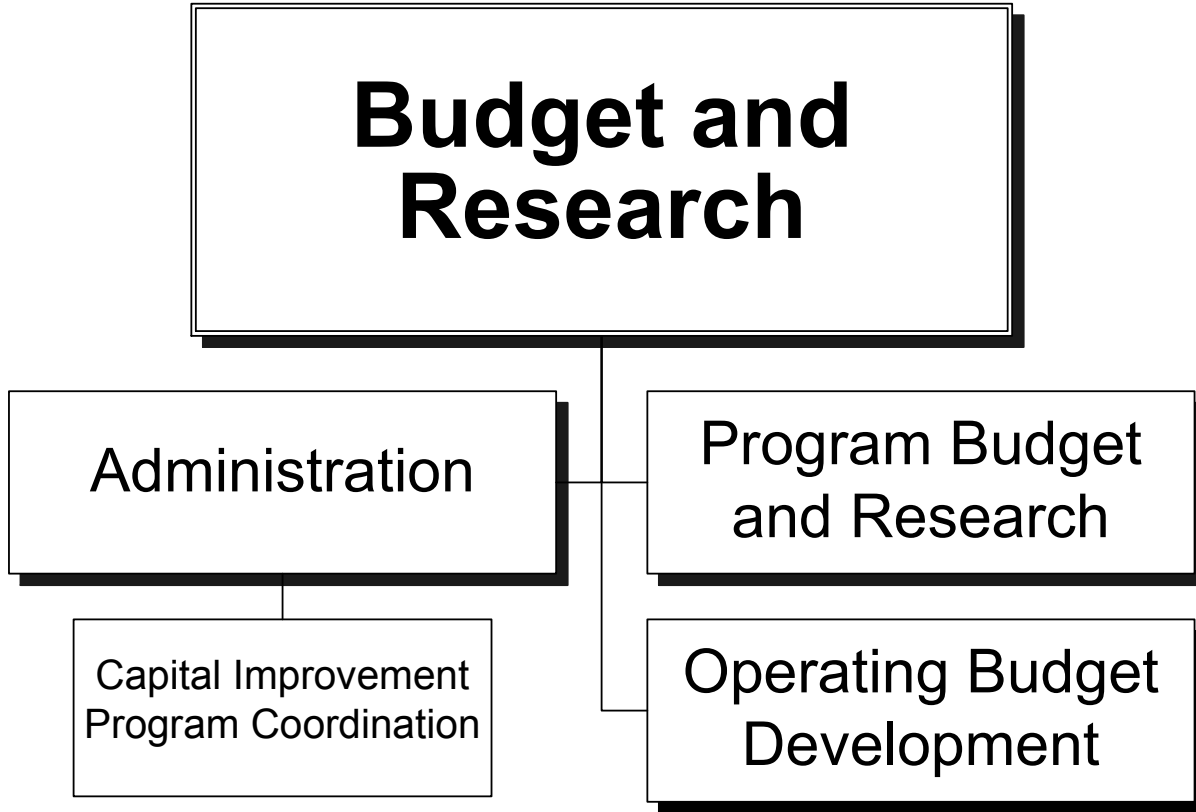 Budget and
Research
Administration
Program Budget
and Research
Capital Improvement
Program Coordination
Operating Budget
Development